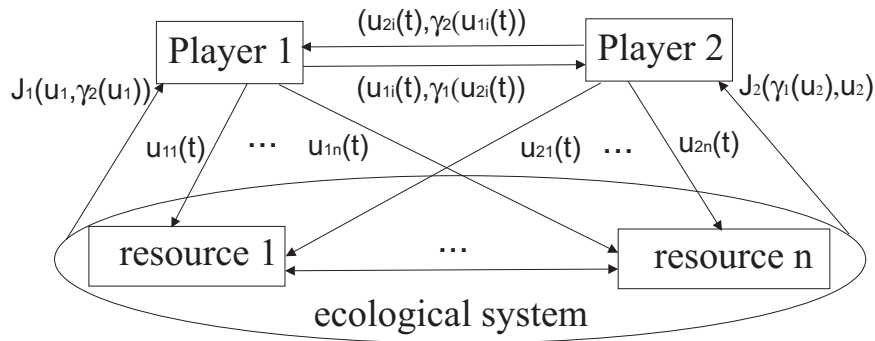 (u₂ᵢ(t),γ₂(u₁ᵢ(t))
Player 1
Player 2
J₁(u₁,γ₂(u₁))
(u₁ᵢ(t),γ₁(u₂ᵢ(t))
J₂(γ₁(u₂),u₂)
u₁₁(t)
...
u₁ₙ(t)
u₂₁(t)
...
u₂ₙ(t)
resource 1
...
resource n
ecological system